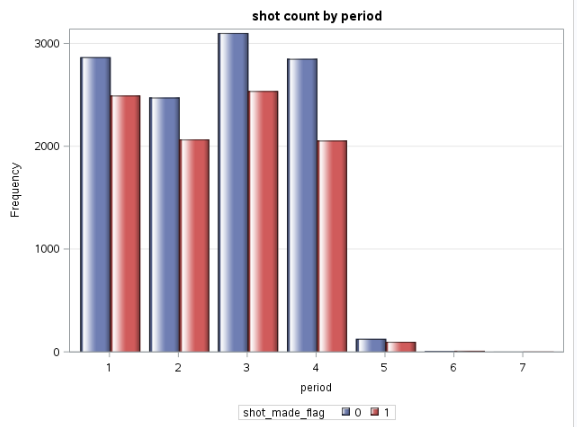 shot count by period
3000
2000
1000
0
Frequency
1 2 3 4 5 6 7
period
shot_made_flag 0 1